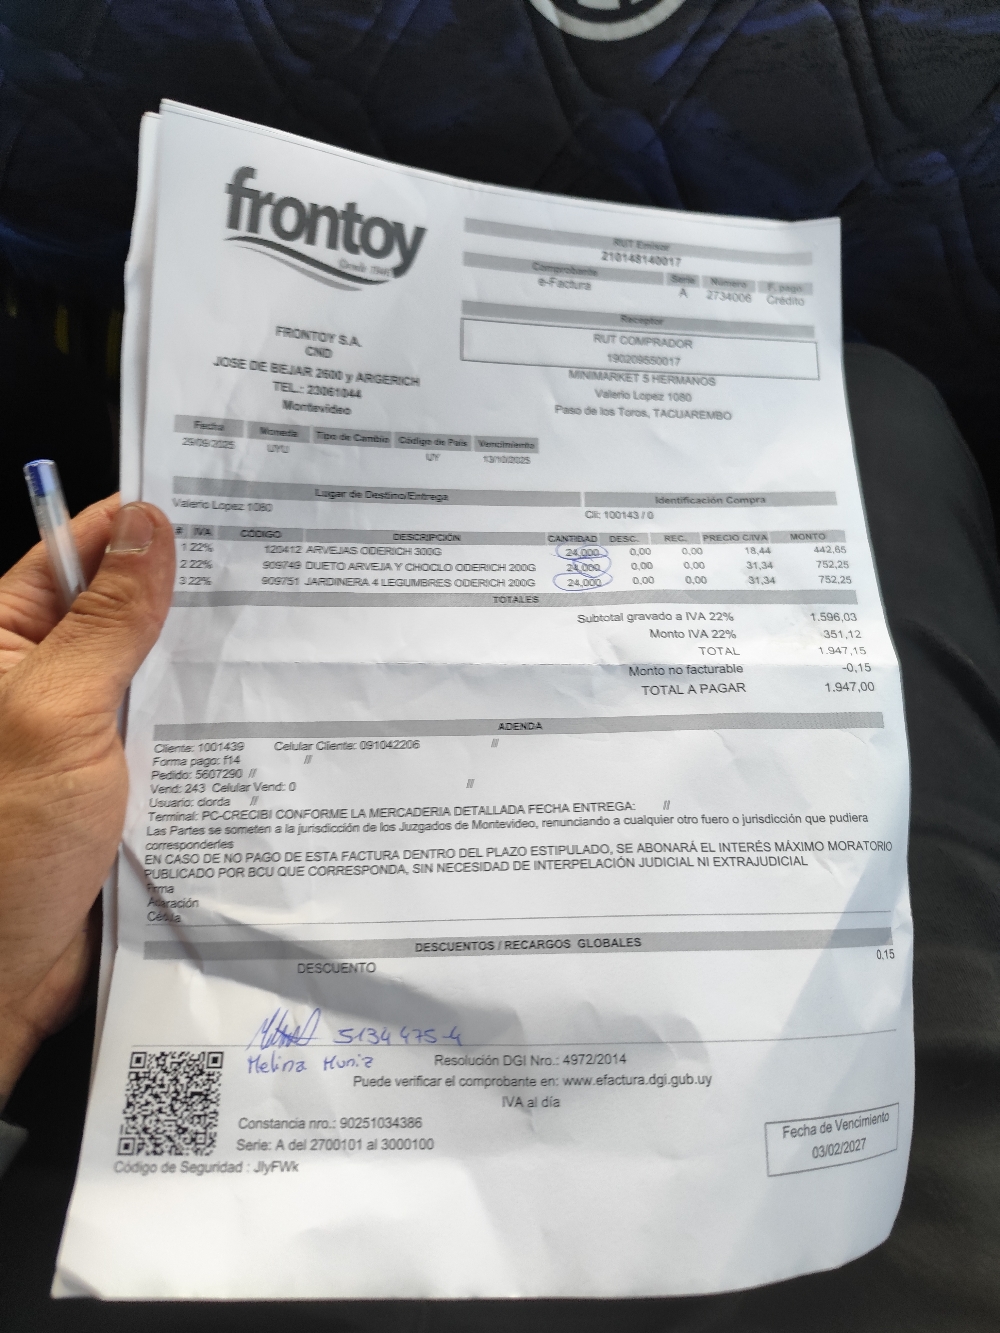 frontoy
Desde 1940
RUT Emisor
210148140017
Comprobante Serie Número F. pago
e-Factura A 2734006 Crédito
Receptor
RUT COMPRADOR
190209550017
MINIMARKET 5 HERMANOS
Valerio Lopez 1080
Paso de los Toros, TACUAREMBO
FRONTOY S.A.
CND
JOSE DE BEJAR 2600 y ARGERICH
TEL.: 23061044
Montevideo
Fecha Moneda Tipo de Cambio Código de País Vencimiento
29/09/2025 UYU UY 13/10/2025
Lugar de Destino/Entrega Identificación Compra
Valerio Lopez 1080 Cli: 100143 / 0
# IVA CÓDIGO DESCRIPCIÓN CANTIDAD DESC. REC. PRECIO C/IVA MONTO
1 22% 120412 ARVEJAS ODERICH 300G 24,000 0,00 0,00 18,44 442,65
2 22% 909749 DUETO ARVEJA Y CHOCLO ODERICH 200G 24,000 0,00 0,00 31,34 752,25
3 22% 909751 JARDINERA 4 LEGUMBRES ODERICH 200G 24,000 0,00 0,00 31,34 752,25
TOTALES
Subtotal gravado a IVA 22% 1.596,03
Monto IVA 22% 351,12
TOTAL 1.947,15
Monto no facturable -0,15
TOTAL A PAGAR 1.947,00
ADENDA
Cliente: 1001439 Celular Cliente: 091042206 ///
Forma pago: f14 //
Pedido: 5607290 //
Vend: 243 Celular Vend: 0 ///
Usuario: clorda //
Terminal: PC-CRECIBI CONFORME LA MERCADERIA DETALLADA FECHA ENTREGA: //
Las Partes se someten a la jurisdicción de los Juzgados de Montevideo, renunciando a cualquier otro fuero o jurisdicción que pudiera
corresponderles
EN CASO DE NO PAGO DE ESTA FACTURA DENTRO DEL PLAZO ESTIPULADO, SE ABONARÁ EL INTERÉS MÁXIMO MORATORIO
PUBLICADO POR BCU QUE CORRESPONDA, SIN NECESIDAD DE INTERPELACIÓN JUDICIAL NI EXTRAJUDICIAL
Firma
Aclaración
Cédula
DESCUENTOS / RECARGOS GLOBALES
DESCUENTO 0,15
5134475-4
Melina Muniz
Resolución DGI Nro.: 4972/2014
Puede verificar el comprobante en: www.efactura.dgi.gub.uy
IVA al día
Constancia nro.: 90251034386
Serie: A del 2700101 al 3000100
Código de Seguridad : JlyFWk
Fecha de Vencimiento
03/02/2027